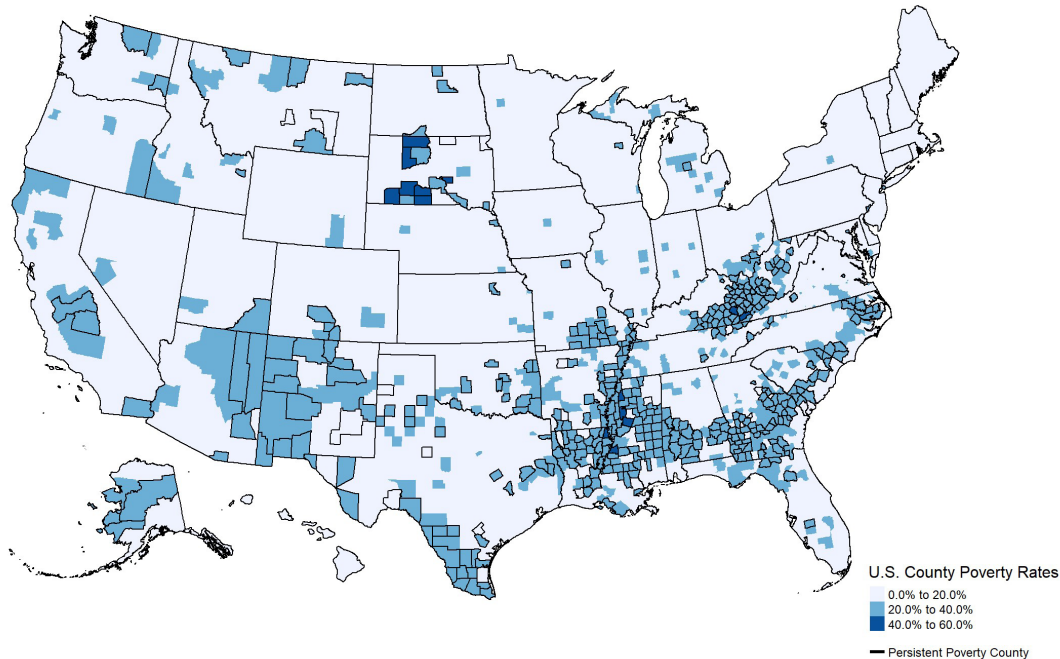 U.S. County Poverty Rates
0.0% to 20.0%
20.0% to 40.0%
40.0% to 60.0%
Persistent Poverty County